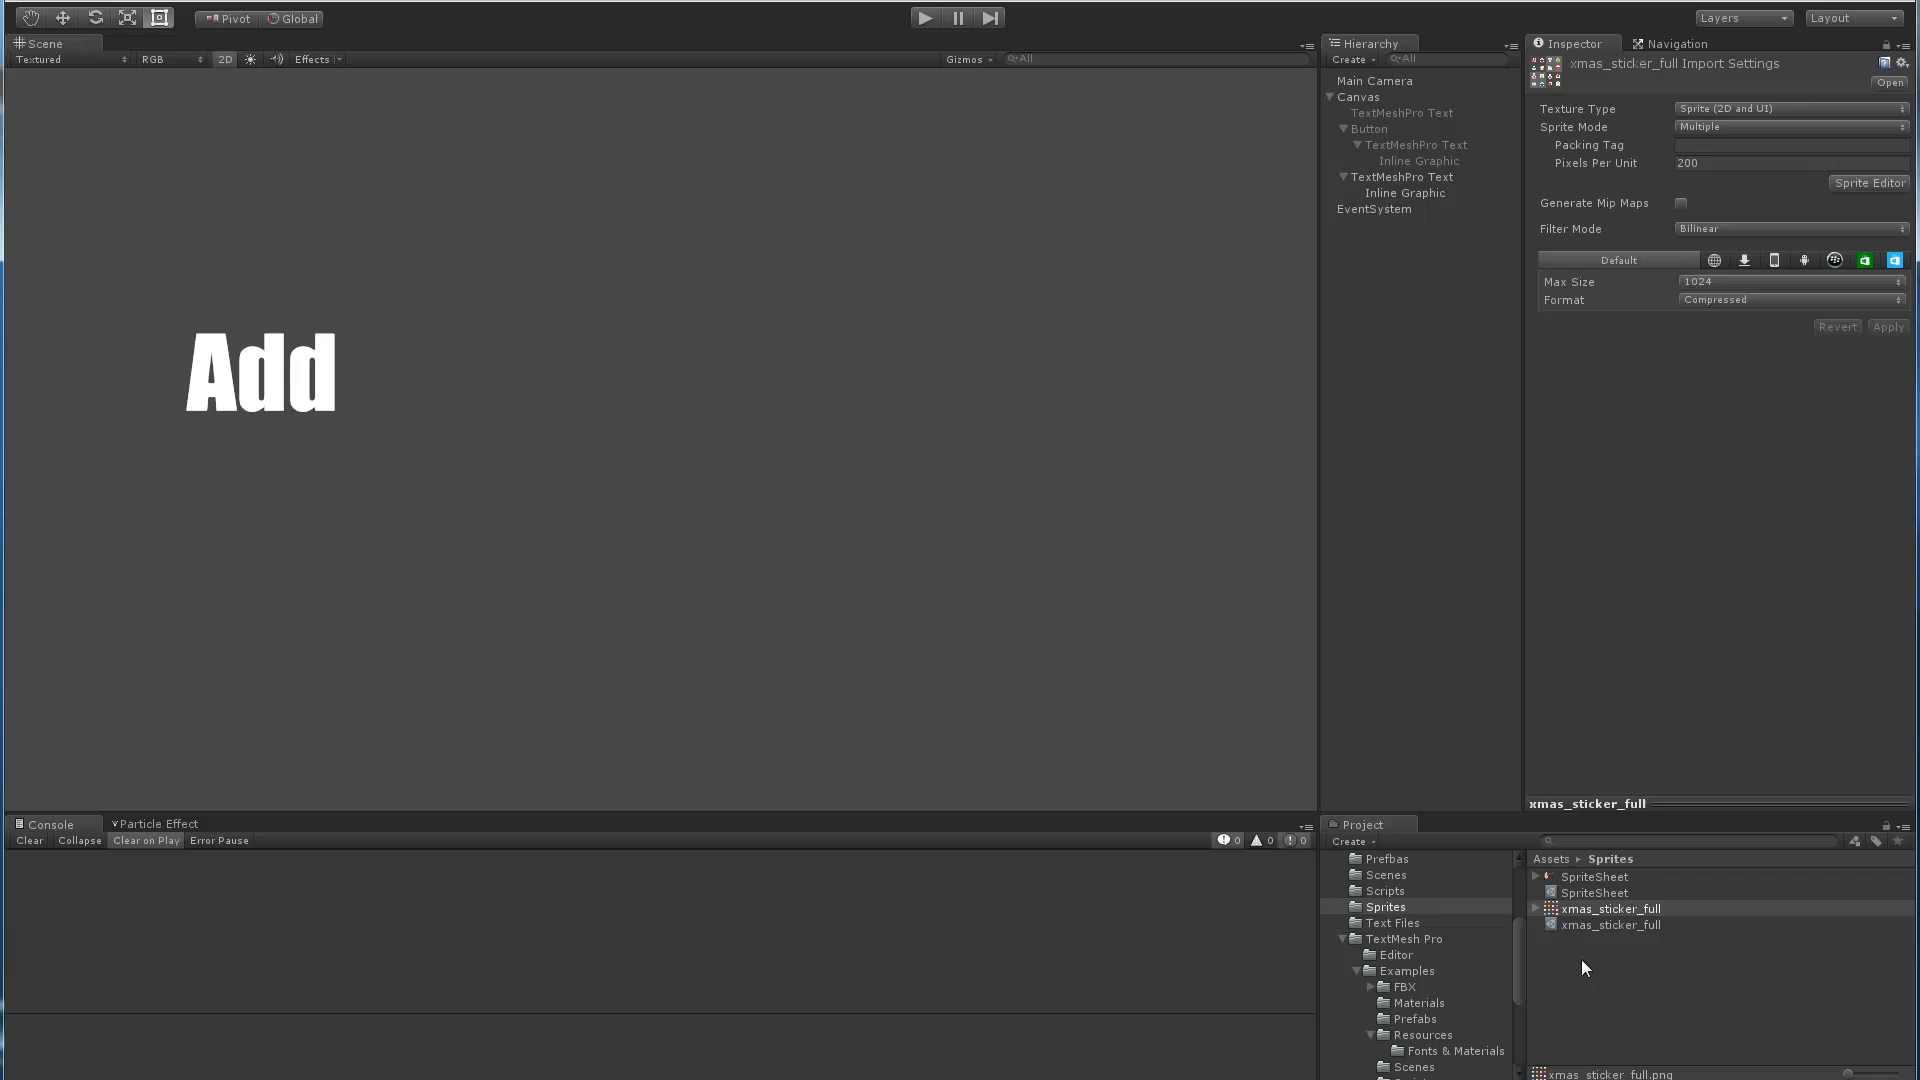 Pivot Global
Layers Layout
Scene
Textured RGB 2D Effects Gizmos All
Add
Hierarchy
Create All
Main Camera
Canvas
TextMeshPro Text
Button
TextMeshPro Text
Inline Graphic
TextMeshPro Text
Inline Graphic
EventSystem
Inspector Navigation
xmas_sticker_full Import Settings
Open
Texture Type Sprite (2D and UI)
Sprite Mode Multiple
Packing Tag
Pixels Per Unit 200
Sprite Editor
Generate Mip Maps
Filter Mode Bilinear
Default
Max Size 1024
Format Compressed
Revert Apply
xmas_sticker_full
Console Particle Effect
Clear Collapse Clear on Play Error Pause 0 0 0
Project
Create
Prefbas
Scenes
Scripts
Sprites
Text Files
TextMesh Pro
Editor
Examples
FBX
Materials
Prefabs
Resources
Fonts & Materials
Scenes
Assets Sprites
SpriteSheet
SpriteSheet
xmas_sticker_full
xmas_sticker_full
xmas_sticker_full.png